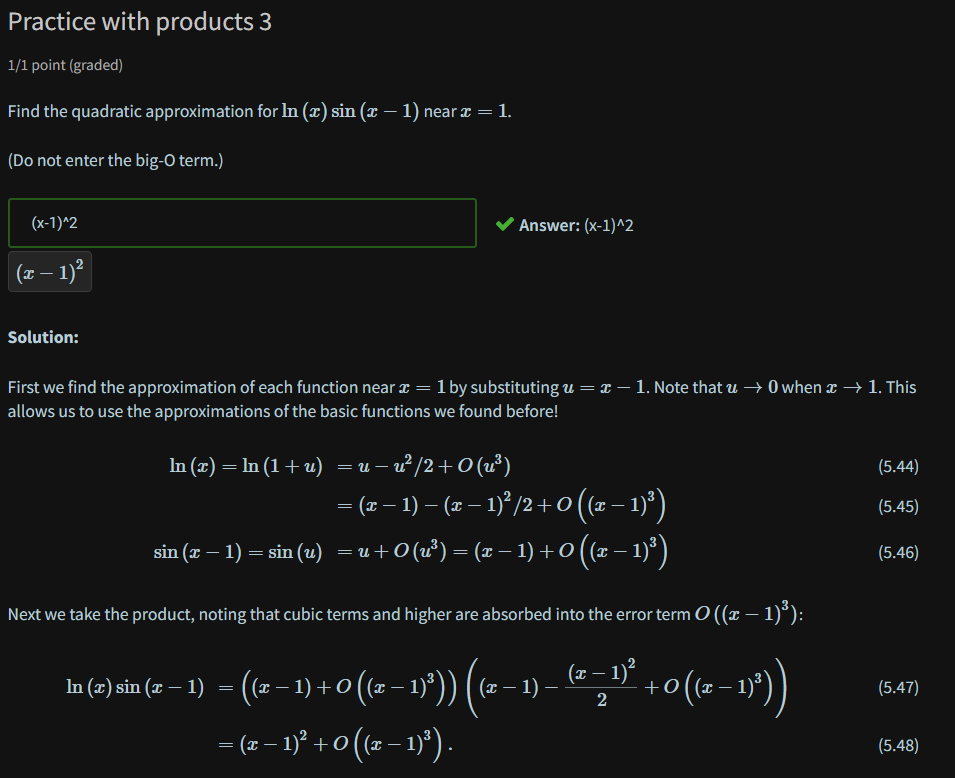 Practice with products 3
1/1 point (graded)
Find the quadratic approximation for ln (x) sin (x − 1) near x = 1.
(Do not enter the big-O term.)
(x-1)^2
Answer: (x-1)^2
(x − 1)²
Solution:
First we find the approximation of each function near x = 1 by substituting u = x − 1. Note that u → 0 when x → 1. This
allows us to use the approximations of the basic functions we found before!
ln (x) = ln (1 + u) = u − u²/2 + O (u³) (5.44)
= (x − 1) − (x − 1)²/2 + O ((x − 1)³) (5.45)
sin (x − 1) = sin (u) = u + O (u³) = (x − 1) + O ((x − 1)³) (5.46)
Next we take the product, noting that cubic terms and higher are absorbed into the error term O ((x − 1)³):
ln (x) sin (x − 1) = ((x − 1) + O ((x − 1)³)) ((x − 1) − (x − 1)²/2 + O ((x − 1)³)) (5.47)
= (x − 1)² + O ((x − 1)³) . (5.48)